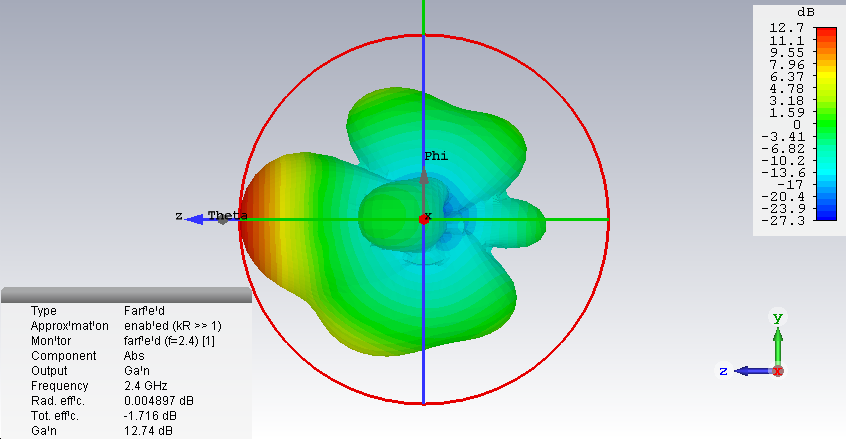 dB
12.7
11.1
9.55
7.96
6.37
4.78
3.18
1.59
0
-3.41
-6.82
-10.2
-13.6
-17
-20.4
-23.9
-27.3
Phi
z Theta x
y
z x
Type Farfield
Approximation enabled (kR >> 1)
Monitor farfield (f=2.4) [1]
Component Abs
Output Gain
Frequency 2.4 GHz
Rad. effic. 0.004897 dB
Tot. effic. -1.716 dB
Gain 12.74 dB